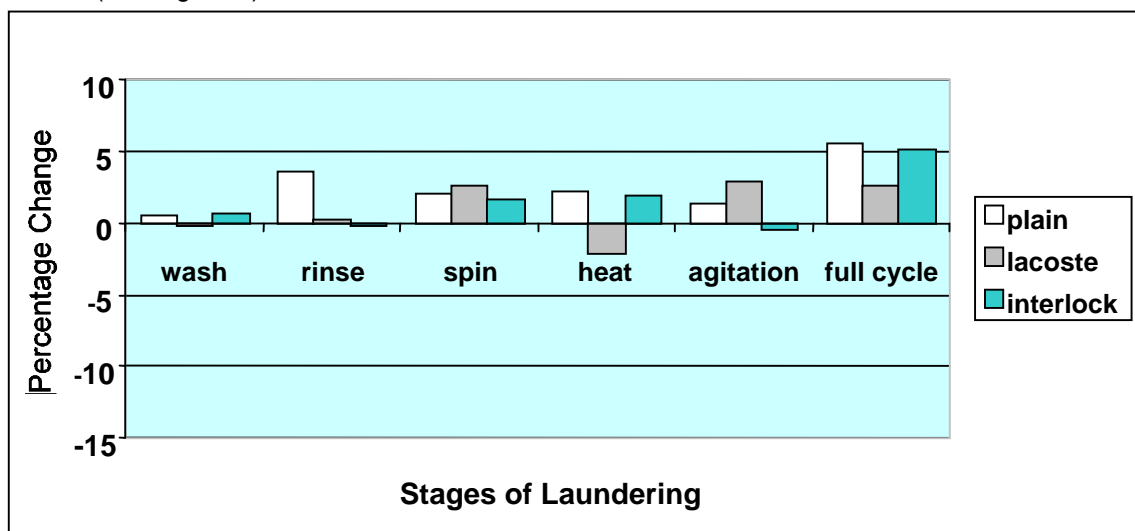 10
5
0
-5
-10
-15
Percentage Change
wash rinse spin heat agitation full cycle
Stages of Laundering
plain
lacoste
interlock